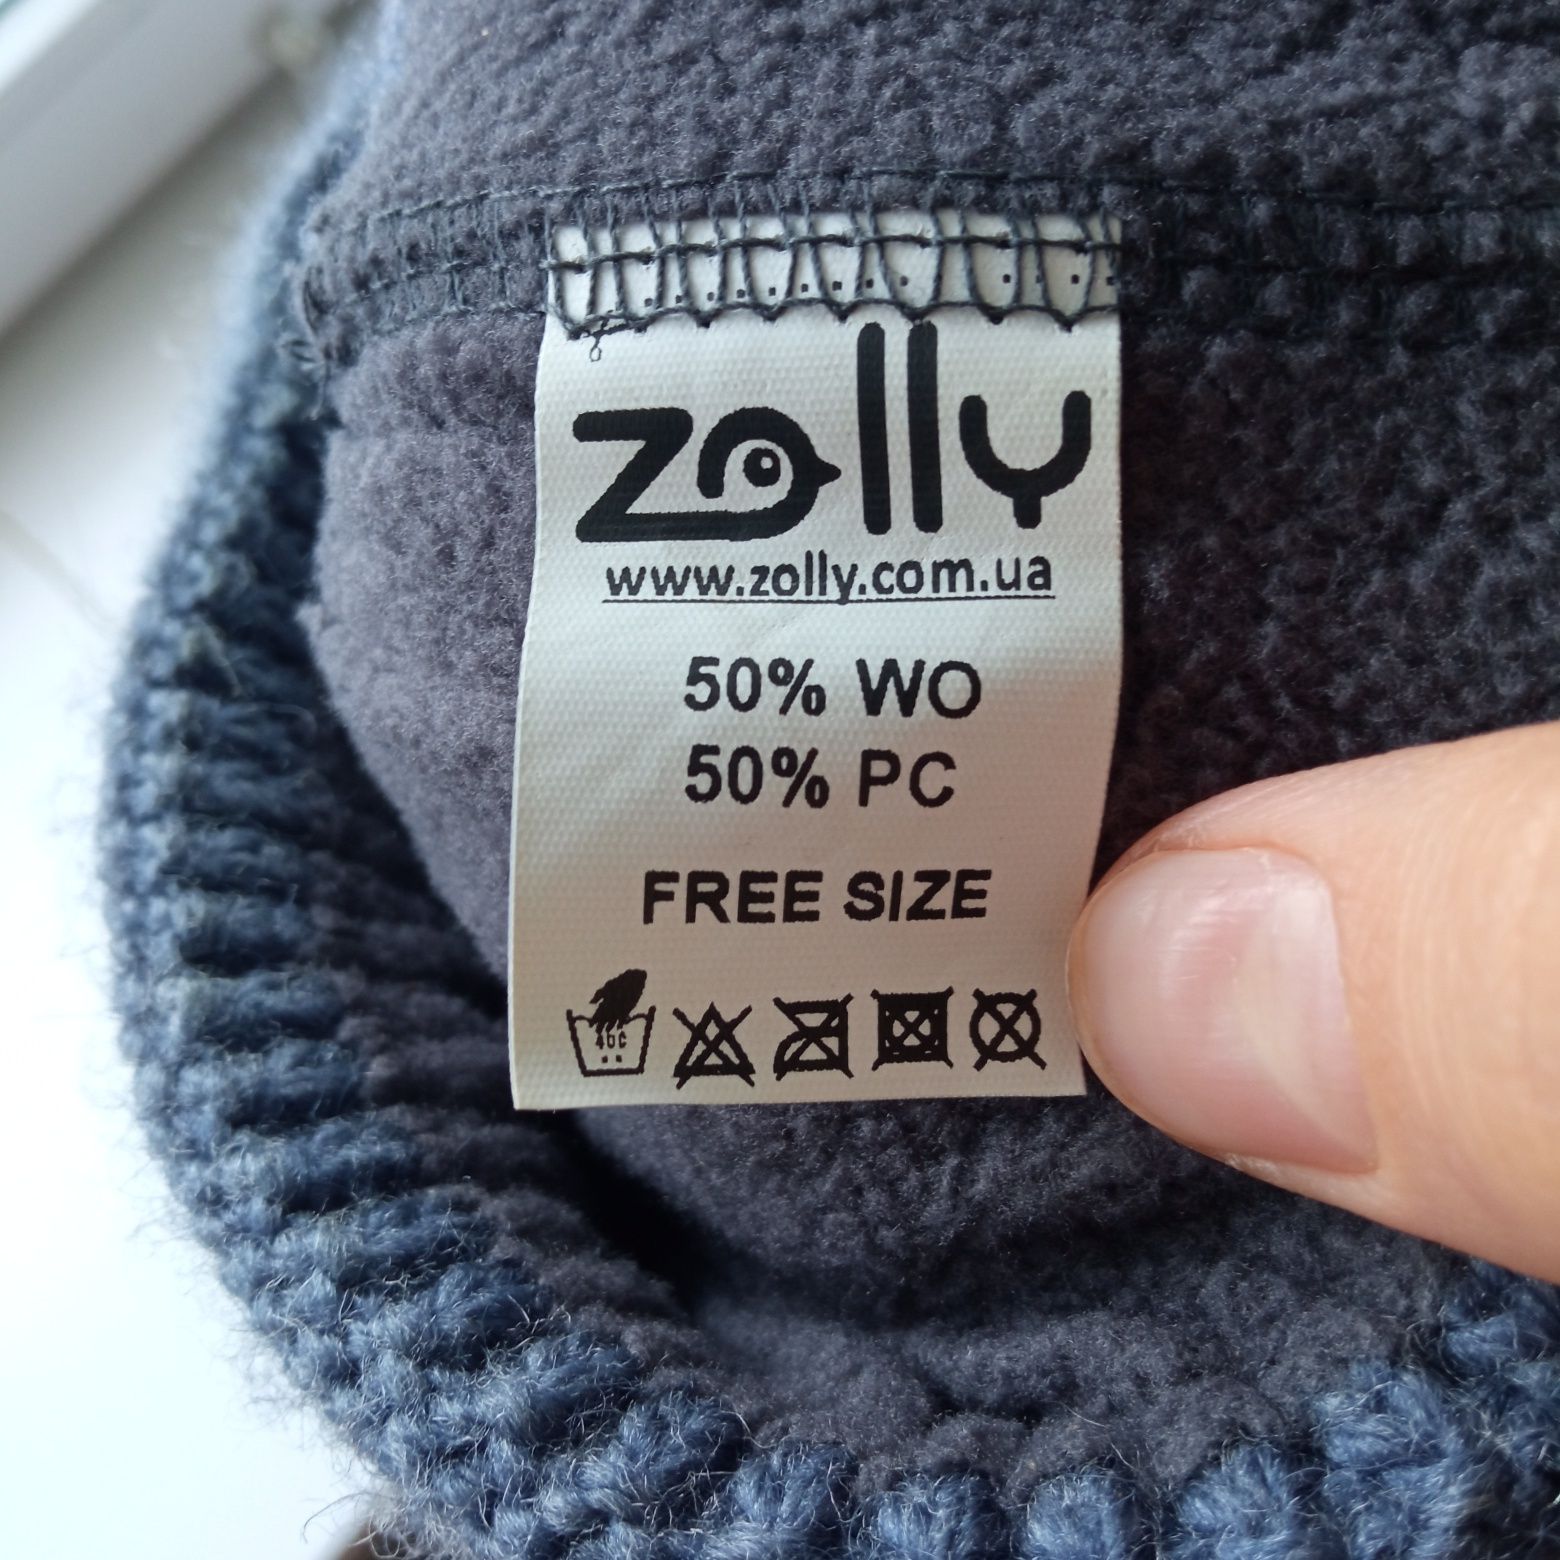 zolly
www.zolly.com.ua
50% WO
50% PC
FREE SIZE